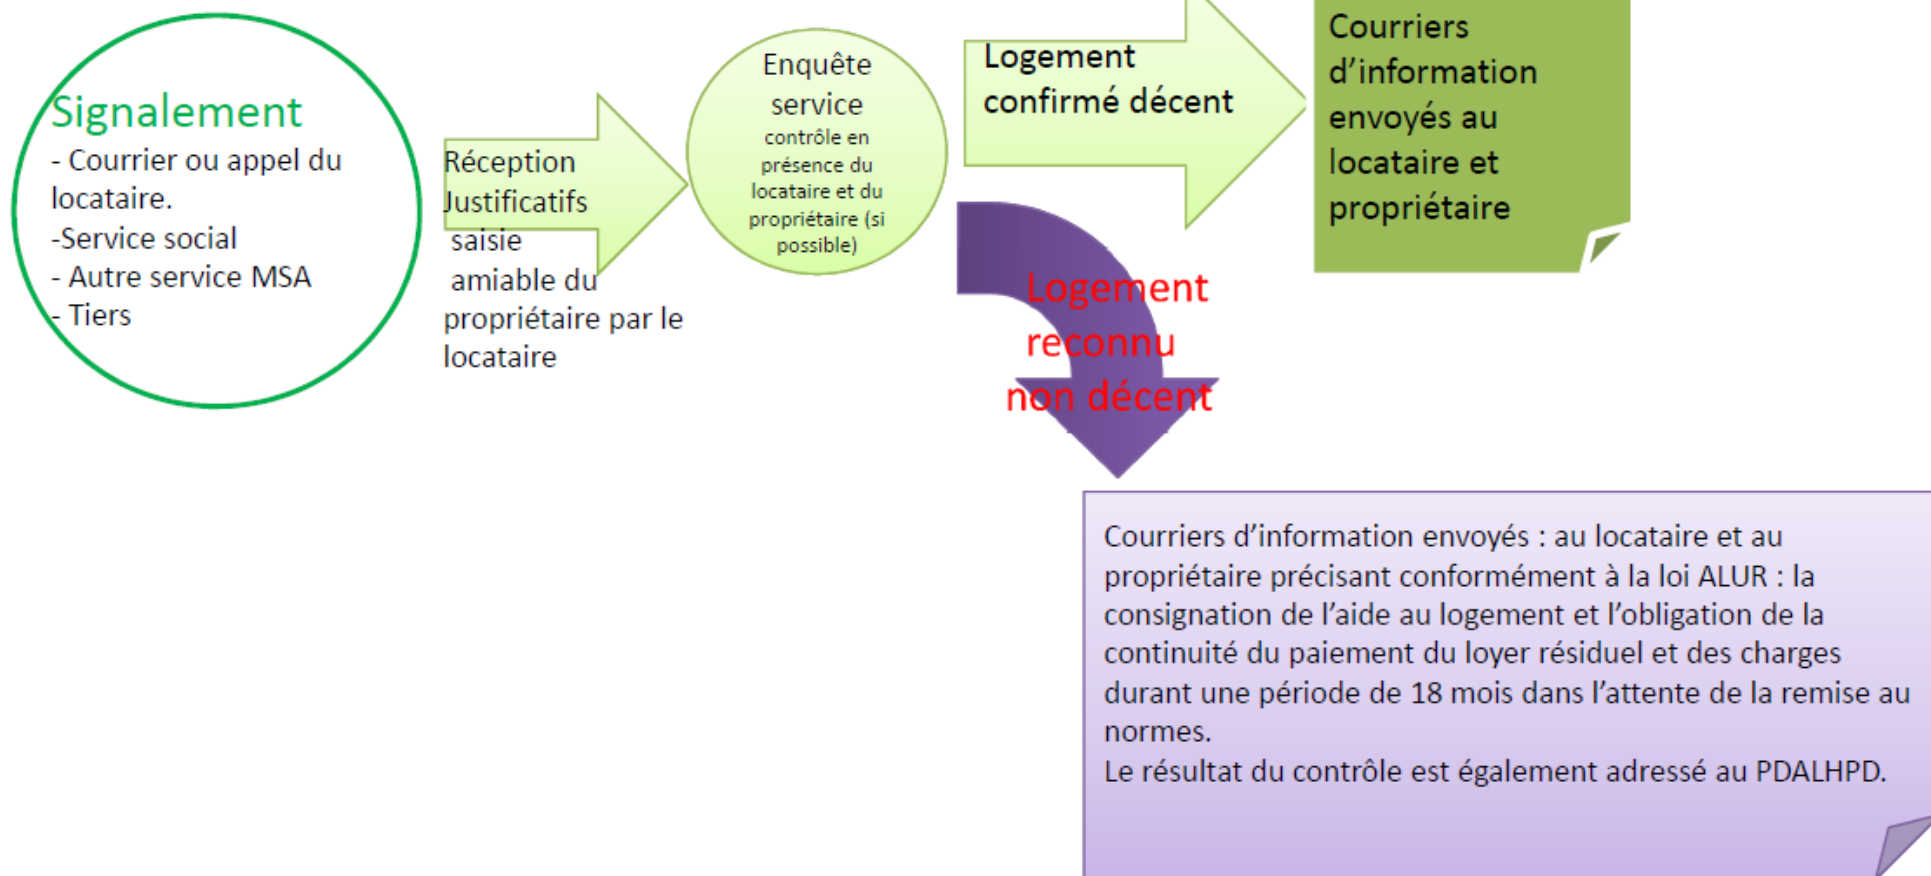 Signalement
- Courrier ou appel du
locataire.
-Service social
- Autre service MSA
- Tiers
Réception
Justificatifs
saisie
amiable du
propriétaire par le
locataire
Enquête
service
contrôle en
présence du
locataire et du
propriétaire (si
possible)
Logement
confirmé décent
Courriers
d’information
envoyés au
locataire et
propriétaire
Logement
reconnu
non décent
Courriers d’information envoyés : au locataire et au
propriétaire précisant conformément à la loi ALUR : la
consignation de l’aide au logement et l’obligation de la
continuité du paiement du loyer résiduel et des charges
durant une période de 18 mois dans l’attente de la remise au
normes.
Le résultat du contrôle est également adressé au PDALHPD.